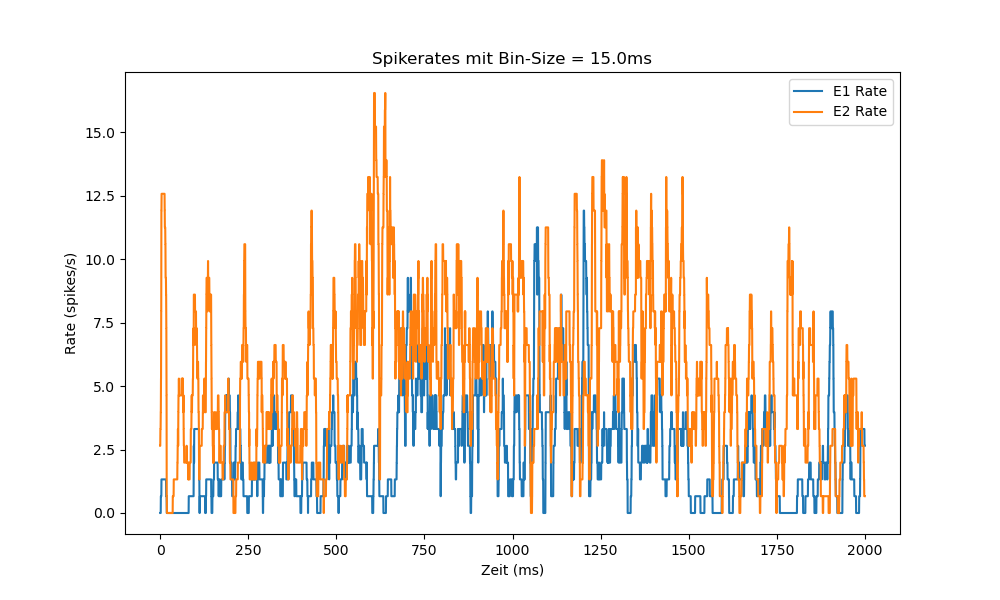 Spikerates mit Bin-Size = 15.0ms
E1 Rate
E2 Rate
Rate (spikes/s)
15.0
12.5
10.0
7.5
5.0
2.5
0.0
0 250 500 750 1000 1250 1500 1750 2000
Zeit (ms)